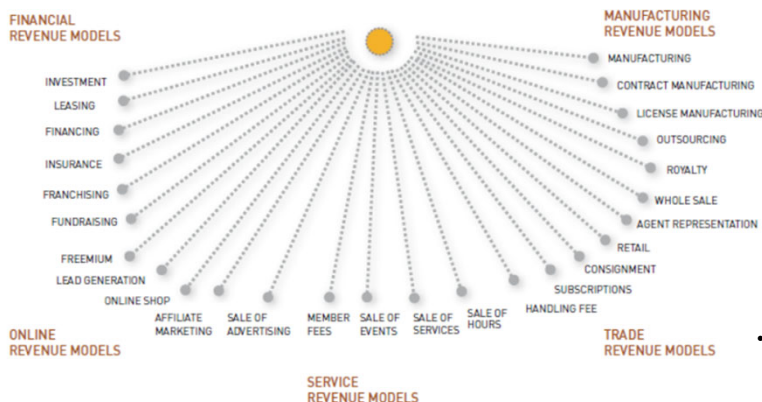 FINANCIAL
REVENUE MODELS
MANUFACTURING
REVENUE MODELS
INVESTMENT
LEASING
FINANCING
INSURANCE
FRANCHISING
FUNDRAISING
FREEMIUM
LEAD GENERATION
ONLINE SHOP
AFFILIATE
MARKETING
SALE OF
ADVERTISING
MEMBER
FEES
SALE OF
EVENTS
SALE OF
SERVICES
SALE OF
HOURS
HANDLING FEE
SUBSCRIPTIONS
CONSIGNMENT
RETAIL
AGENT REPRESENTATION
WHOLE SALE
ROYALTY
OUTSOURCING
LICENSE MANUFACTURING
CONTRACT MANUFACTURING
MANUFACTURING
ONLINE
REVENUE MODELS
SERVICE
REVENUE MODELS
TRADE
REVENUE MODELS